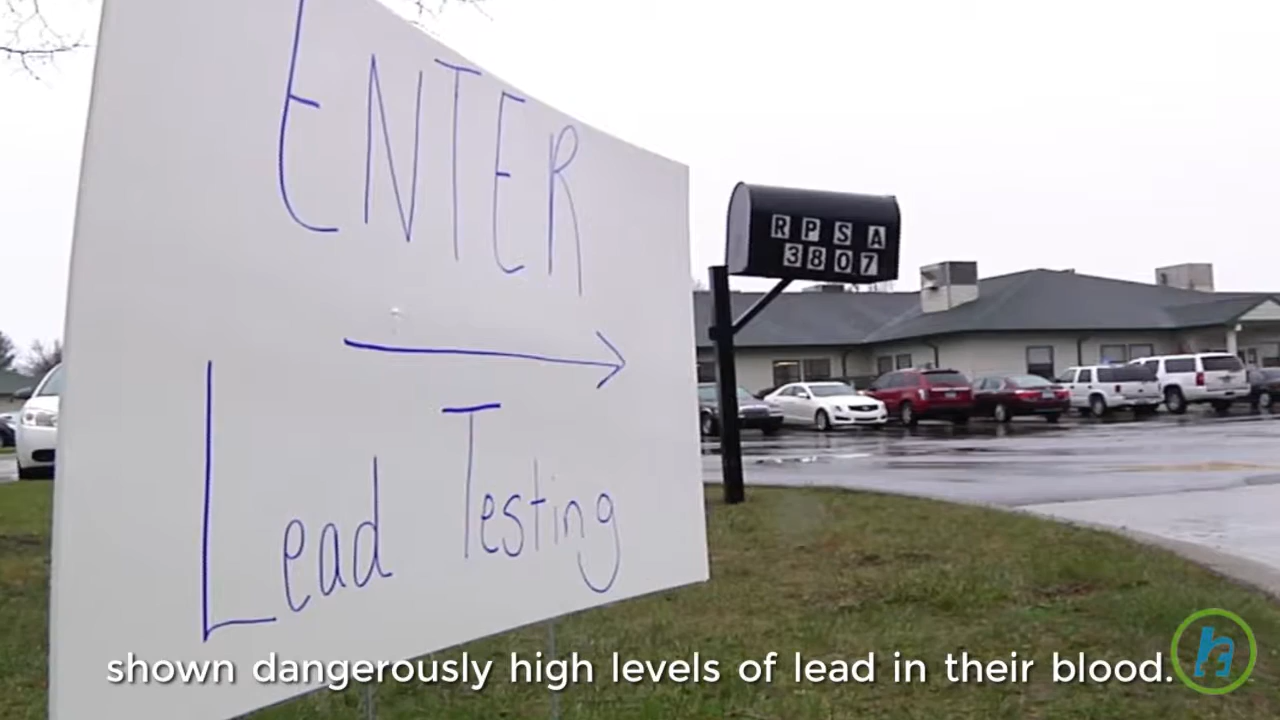 ENTER
Lead Testing
RPSA
3807
shown dangerously high levels of lead in their blood.
h